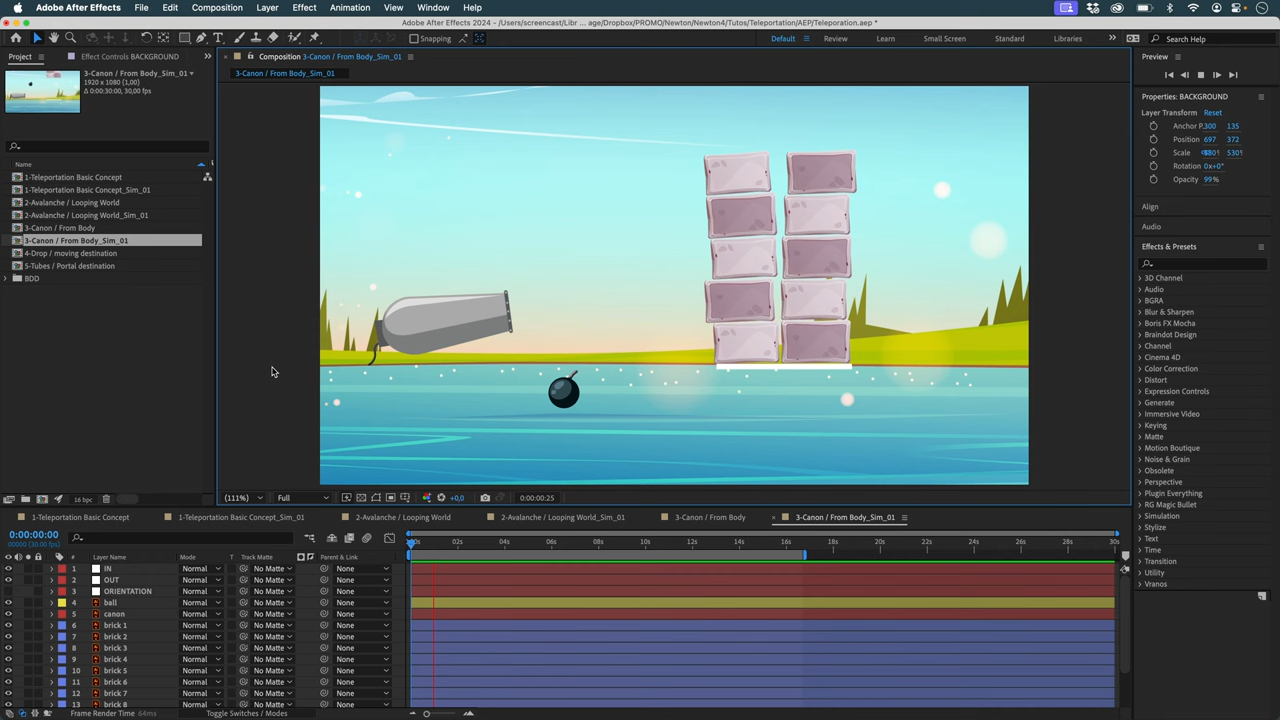 Adobe After Effects File Edit Composition Layer Effect Animation View Window Help
Adobe After Effects 2024 - /Users/screencast/Libr ... age/Dropbox/PROMO/Newton/Newton4/Tutos/Teleportation/AEP/Teleporation.aep *
Snapping Default Review Learn Small Screen Standard Libraries Search Help
Project Effect Controls BACKGROUND
Composition 3-Canon / From Body_Sim_01
3-Canon / From Body_Sim_01
3-Canon / From Body_Sim_01
1920 x 1080 (1,00)
Δ 0:00:30:00, 30,00 fps
Name
1-Teleportation Basic Concept
1-Teleportation Basic Concept_Sim_01
2-Avalanche / Looping World
2-Avalanche / Looping World_Sim_01
3-Canon / From Body
3-Canon / From Body_Sim_01
4-Drop / moving destination
5-Tubes / Portal destination
BDD
16 bpc
(111%) Full +0,0 0:00:00:25
Preview
Properties: BACKGROUND
Layer Transform Reset
Anchor P. 300 135
Position 697 372
Scale 530%
Rotation 0x+0°
Opacity 99%
Align
Audio
Effects & Presets
3D Channel
Audio
BGRA
Blur & Sharpen
Boris FX Mocha
Braindot Design
Channel
Cinema 4D
Color Correction
Distort
Expression Controls
Generate
Immersive Video
Keying
Matte
Motion Boutique
Noise & Grain
Obsolete
Perspective
Plugin Everything
RG Magic Bullet
Simulation
Stylize
Text
Time
Transition
Utility
Vranos
1-Teleportation Basic Concept 1-Teleportation Basic Concept_Sim_01 2-Avalanche / Looping World 2-Avalanche / Looping World_Sim_01 3-Canon / From Body 3-Canon / From Body_Sim_01
0:00:00:00
00000 (30.00 fps)
02s 04s 06s 08s 10s 12s 14s 16s 18s 20s 22s 24s 26s 28s 30s
# Layer Name Mode T Track Matte Parent & Link
1 IN Normal No Matte None
2 OUT Normal No Matte None
3 ORIENTATION Normal No Matte None
4 ball Normal No Matte None
5 canon Normal No Matte None
6 brick 1 Normal No Matte None
7 brick 2 Normal No Matte None
8 brick 3 Normal No Matte None
9 brick 4 Normal No Matte None
10 brick 5 Normal No Matte None
11 brick 6 Normal No Matte None
12 brick 7 Normal No Matte None
13 brick 8 Normal No Matte None
Frame Render Time 64ms Toggle Switches / Modes